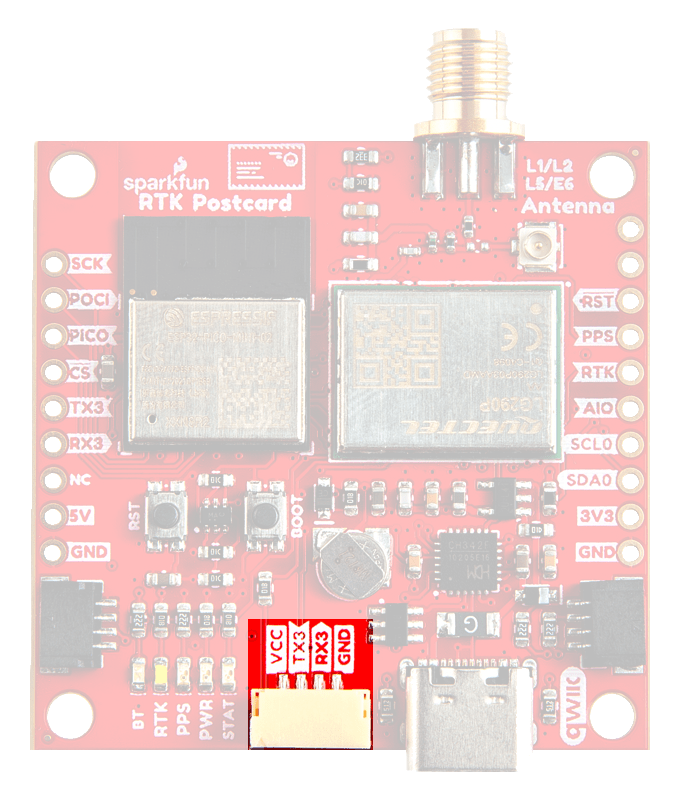 L1/L2
L5/E6
Antenna
sparkfun
RTK Postcard
SCK
POCI
PICO
CS
TX3
RX3
NC
5V
GND
RST
PPS
RTK
AIO
SCL0
SDA0
3V3
GND
ESPRESSIF
LG290P
QUECTEL
RST
BOOT
VCC
TX3
RX3
GND
BT
RTK
PPS
PWR
STAT
qwiic